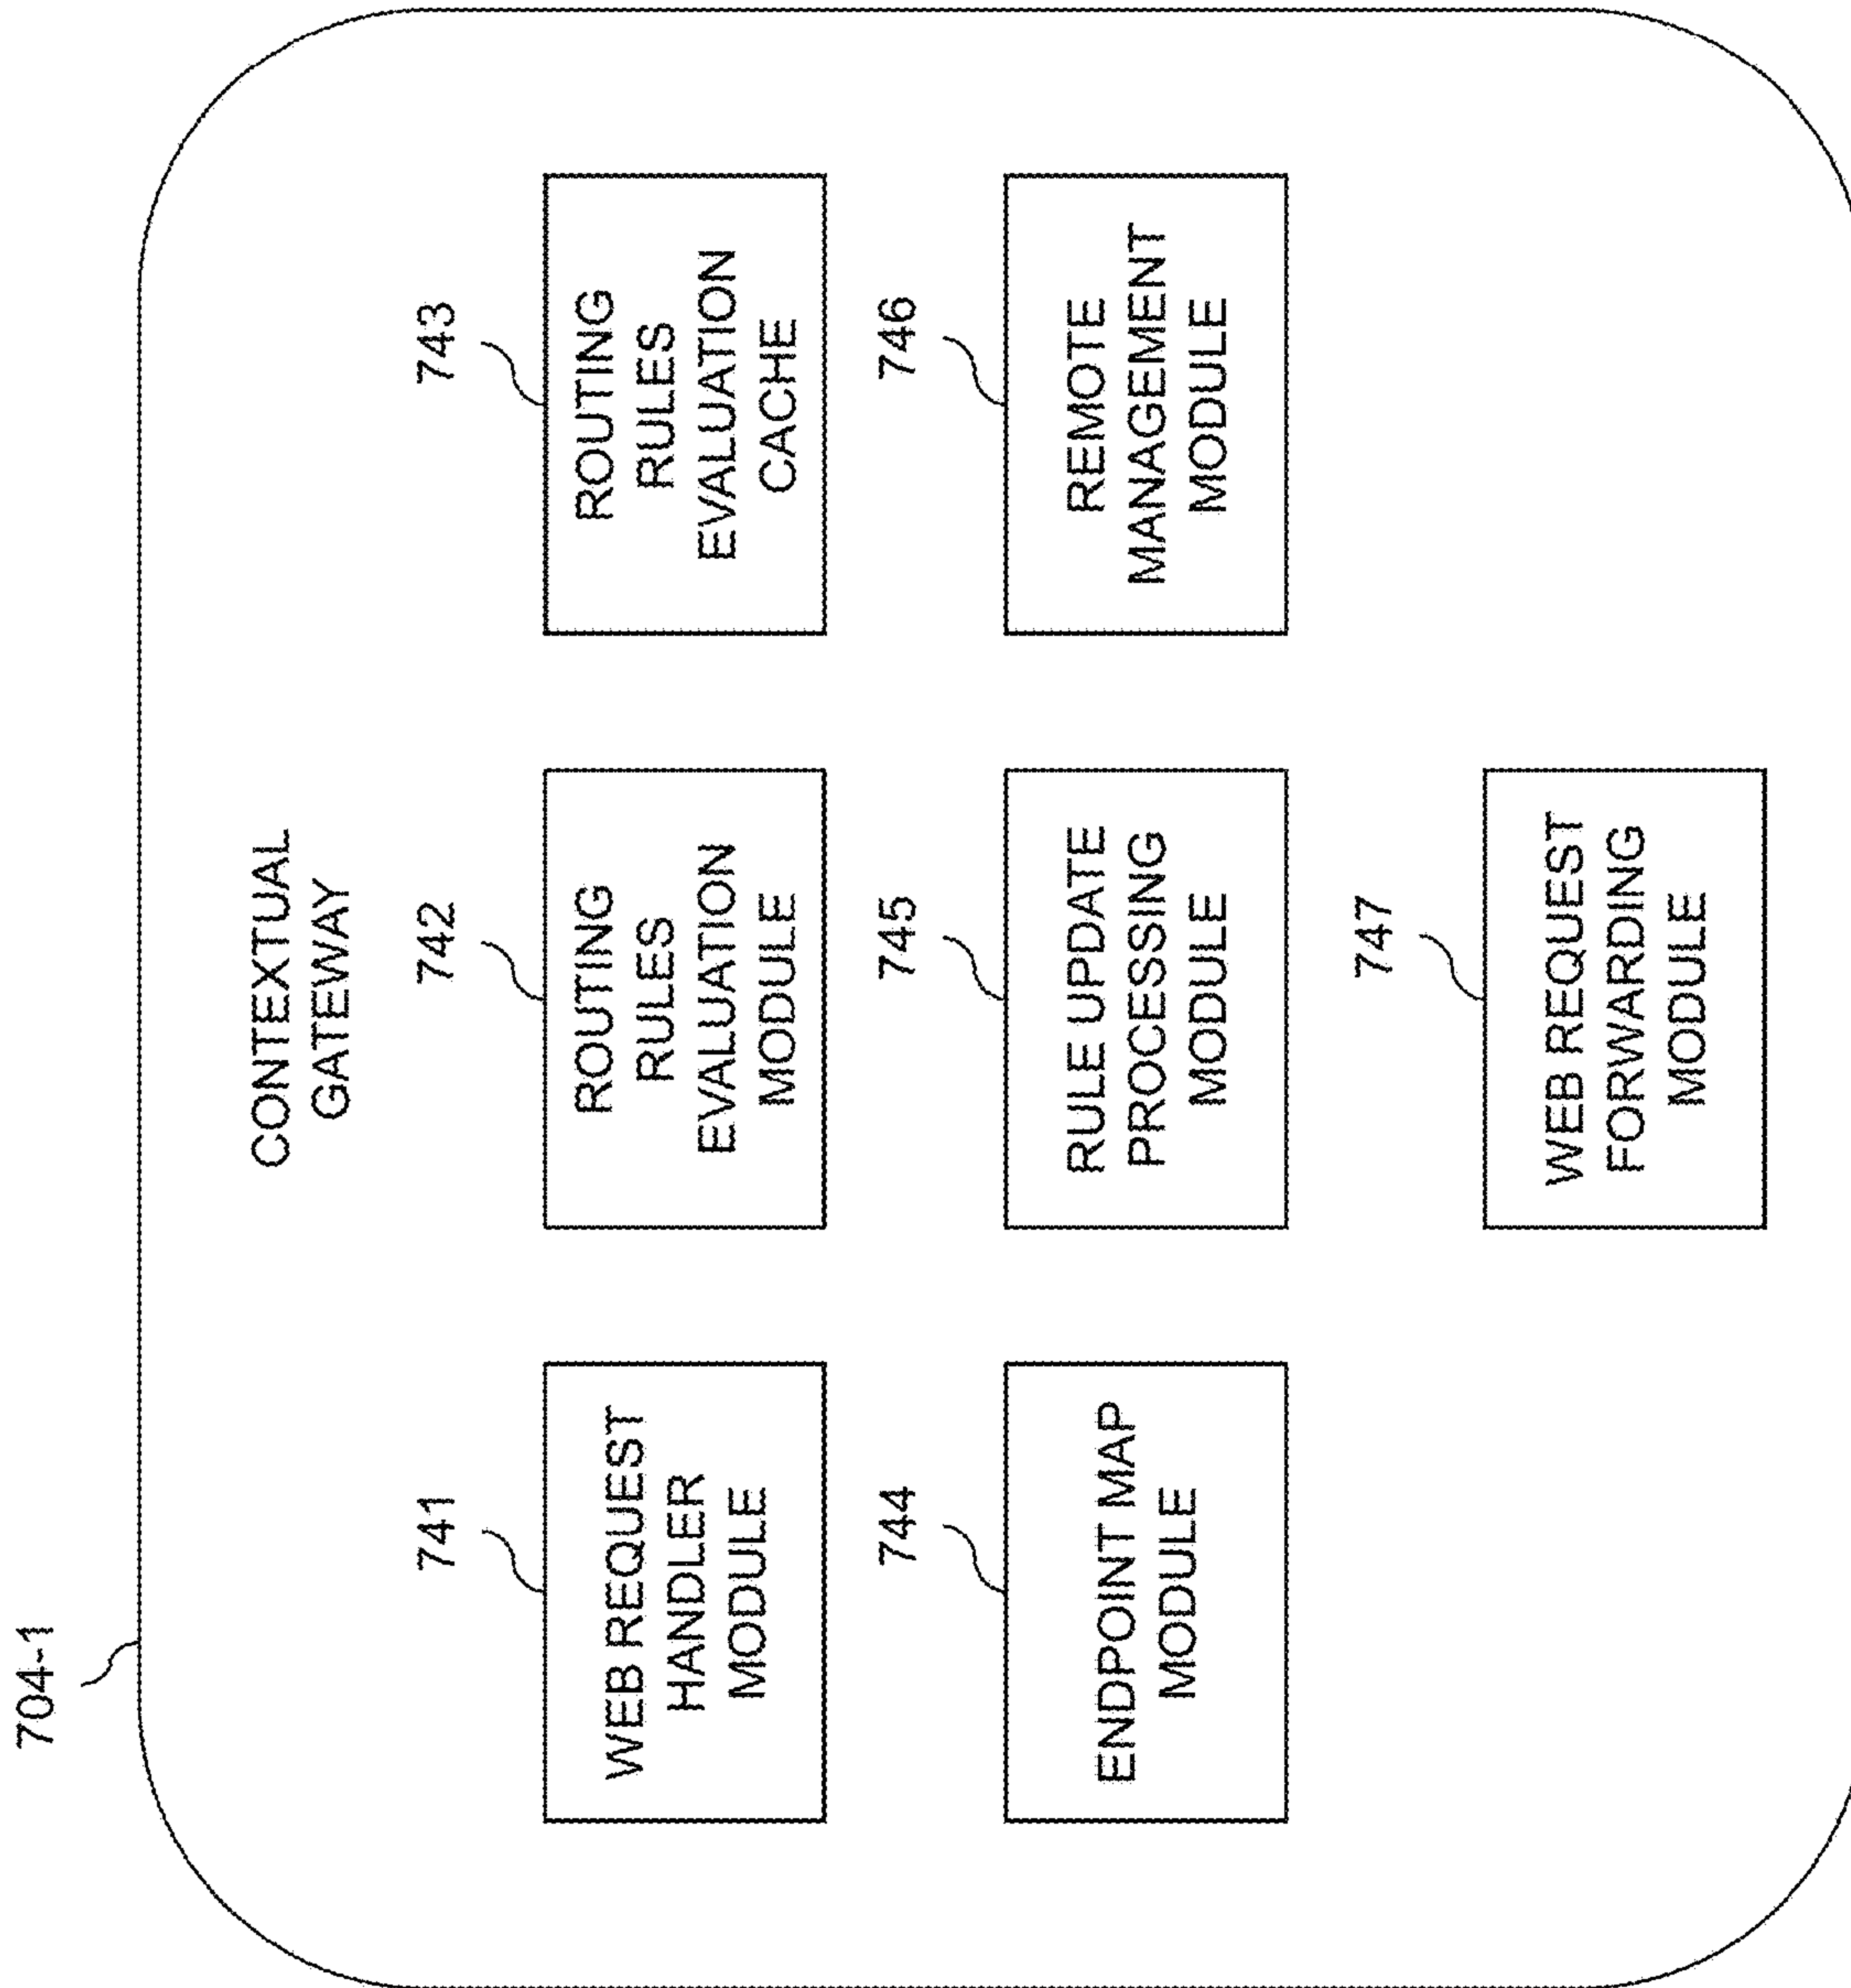 704-1
CONTEXTUAL
GATEWAY
741
WEB REQUEST
HANDLER
MODULE
742
ROUTING
RULES
EVALUATION
MODULE
743
ROUTING
RULES
EVALUATION
CACHE
744
ENDPOINT MAP
MODULE
745
RULE UPDATE
PROCESSING
MODULE
746
REMOTE
MANAGEMENT
MODULE
747
WEB REQUEST
FORWARDING
MODULE